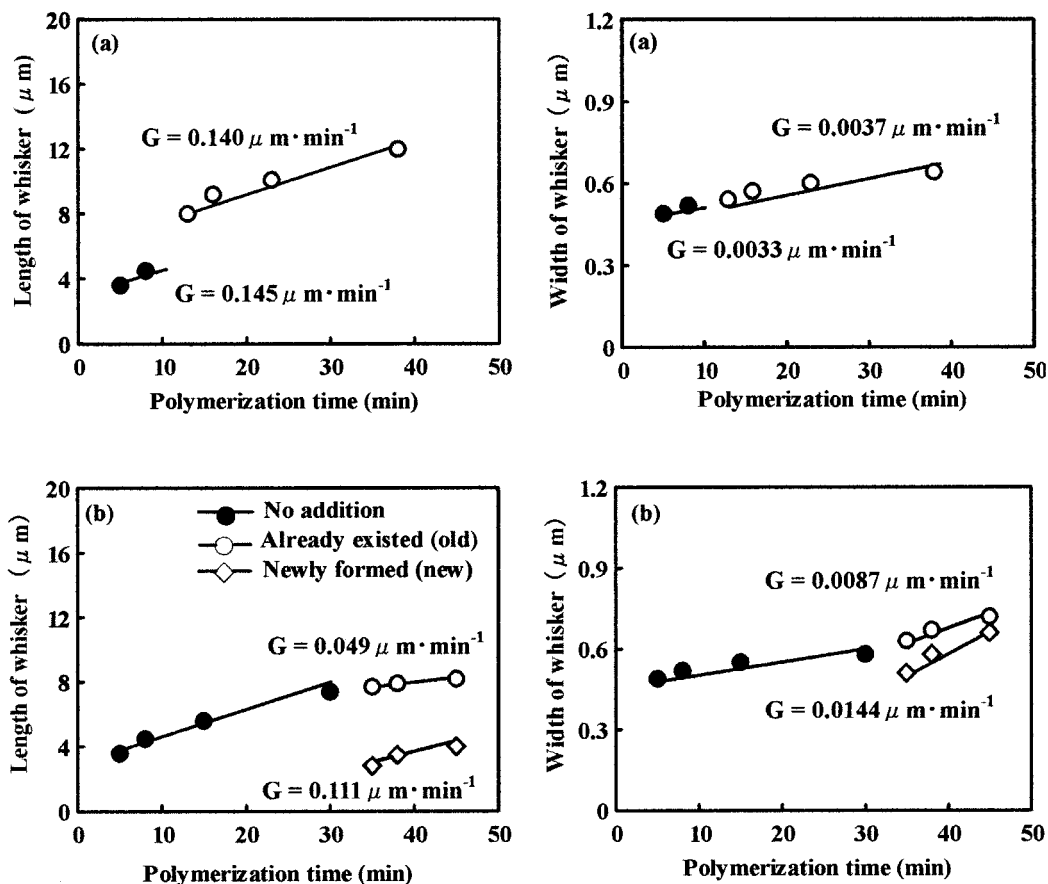 (a)
Length of whisker (μ m)
20
16
12
8
4
0
G = 0.140 μ m·min⁻¹
G = 0.145 μ m·min⁻¹
0 10 20 30 40 50
Polymerization time (min)
(a)
Width of whisker (μ m)
1.2
0.9
0.6
0.3
0
G = 0.0037 μ m·min⁻¹
G = 0.0033 μ m·min⁻¹
0 10 20 30 40 50
Polymerization time (min)
(b)
Length of whisker (μ m)
20
16
12
8
4
0
No addition
Already existed (old)
Newly formed (new)
G = 0.049 μ m·min⁻¹
G = 0.111 μ m·min⁻¹
0 10 20 30 40 50
Polymerization time (min)
(b)
Width of whisker (μ m)
1.2
0.9
0.6
0.3
0
G = 0.0087 μ m·min⁻¹
G = 0.0144 μ m·min⁻¹
0 10 20 30 40 50
Polymerization time (min)